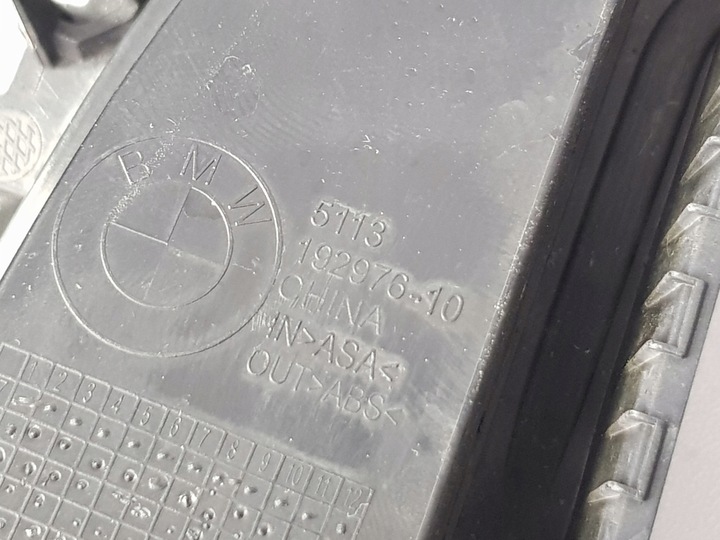 BMW
5113
192976-10
CHINA
IN>ASA<
OUT>ABS<
1 2 3 4 5 6 7 8 9 10 11 12